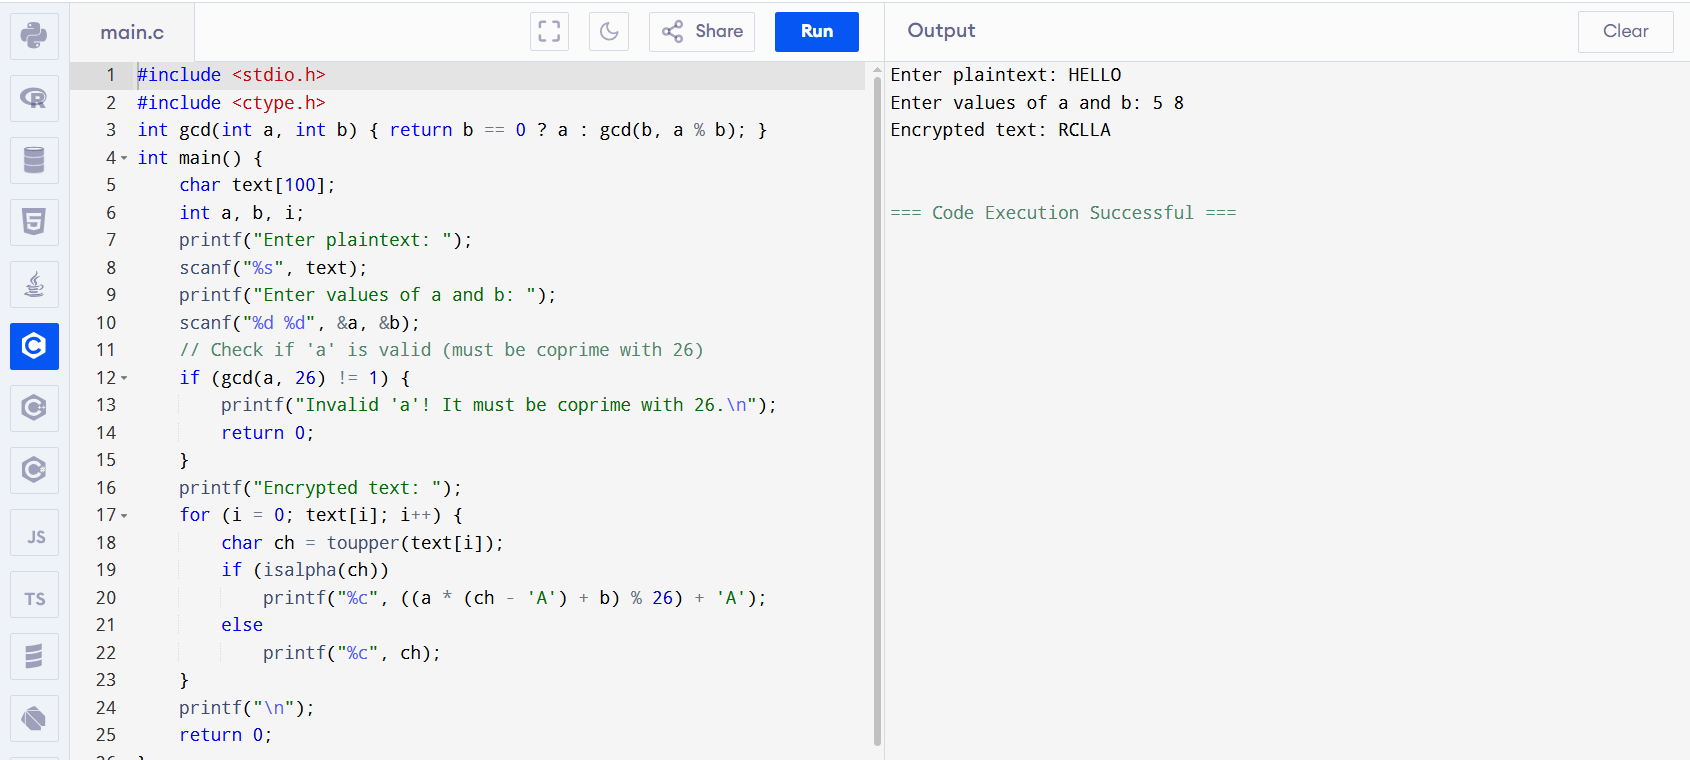 main.c
Share
Run
Output
Clear
1 #include <stdio.h>
2 #include <ctype.h>
3 int gcd(int a, int b) { return b == 0 ? a : gcd(b, a % b); }
4 int main() {
5     char text[100];
6     int a, b, i;
7     printf("Enter plaintext: ");
8     scanf("%s", text);
9     printf("Enter values of a and b: ");
10     scanf("%d %d", &a, &b);
11     // Check if 'a' is valid (must be coprime with 26)
12     if (gcd(a, 26) != 1) {
13         printf("Invalid 'a'! It must be coprime with 26.\n");
14         return 0;
15     }
16     printf("Encrypted text: ");
17     for (i = 0; text[i]; i++) {
18         char ch = toupper(text[i]);
19         if (isalpha(ch))
20             printf("%c", ((a * (ch - 'A') + b) % 26) + 'A');
21         else
22             printf("%c", ch);
23     }
24     printf("\n");
25     return 0;
Enter plaintext: HELLO
Enter values of a and b: 5 8
Encrypted text: RCLLA
=== Code Execution Successful ===
R
5
C
C
C
JS
TS